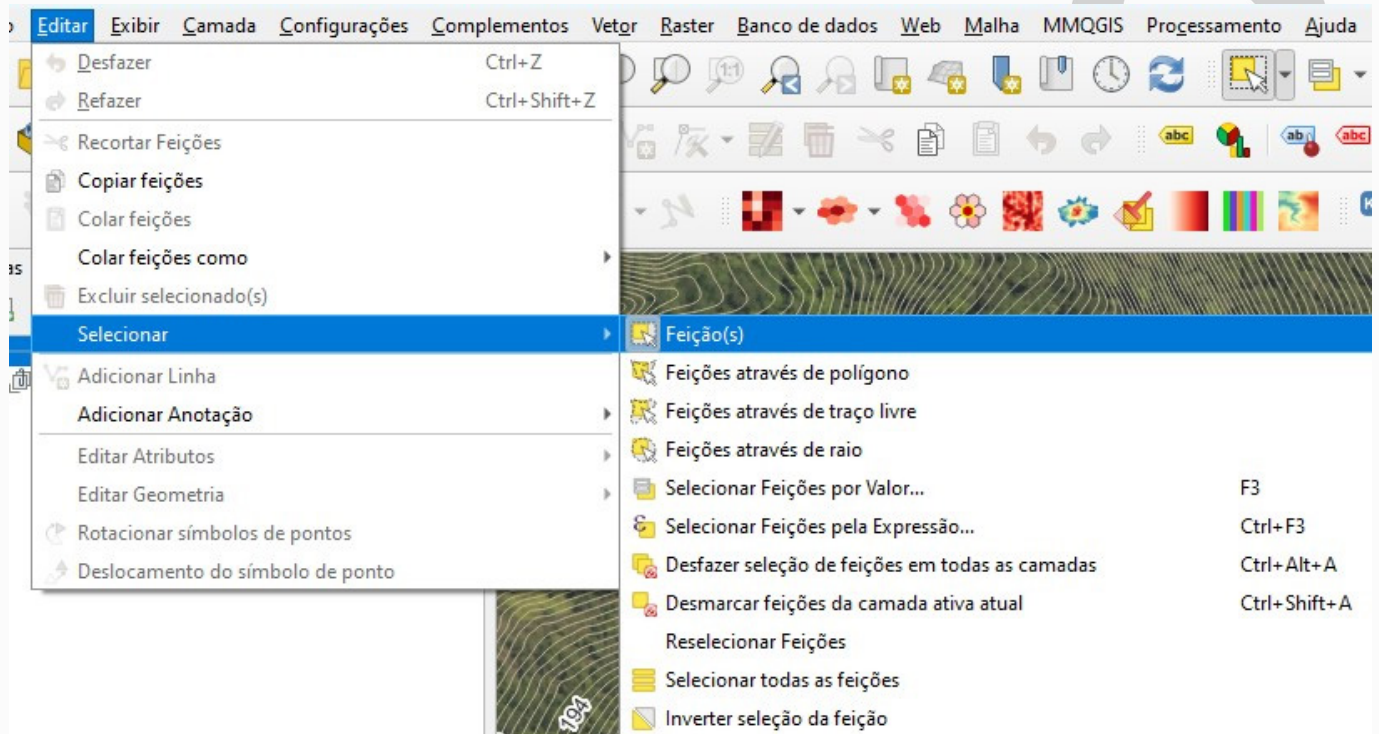 Editar Exibir Camada Configurações Complementos Vetor Raster Banco de dados Web Malha MMQGIS Processamento Ajuda
Desfazer Ctrl+Z
Refazer Ctrl+Shift+Z
Recortar Feições
Copiar feições
Colar feições
Colar feições como
Excluir selecionado(s)
Selecionar
Adicionar Linha
Adicionar Anotação
Editar Atributos
Editar Geometria
Rotacionar símbolos de pontos
Deslocamento do símbolo de ponto
1:1
abc
ab
abc
K
as
Feição(s)
Feições através de polígono
Feições através de traço livre
Feições através de raio
Selecionar Feições por Valor... F3
Selecionar Feições pela Expressão... Ctrl+F3
Desfazer seleção de feições em todas as camadas Ctrl+Alt+A
Desmarcar feições da camada ativa atual Ctrl+Shift+A
Reselecionar Feições
Selecionar todas as feições
Inverter seleção da feição
194